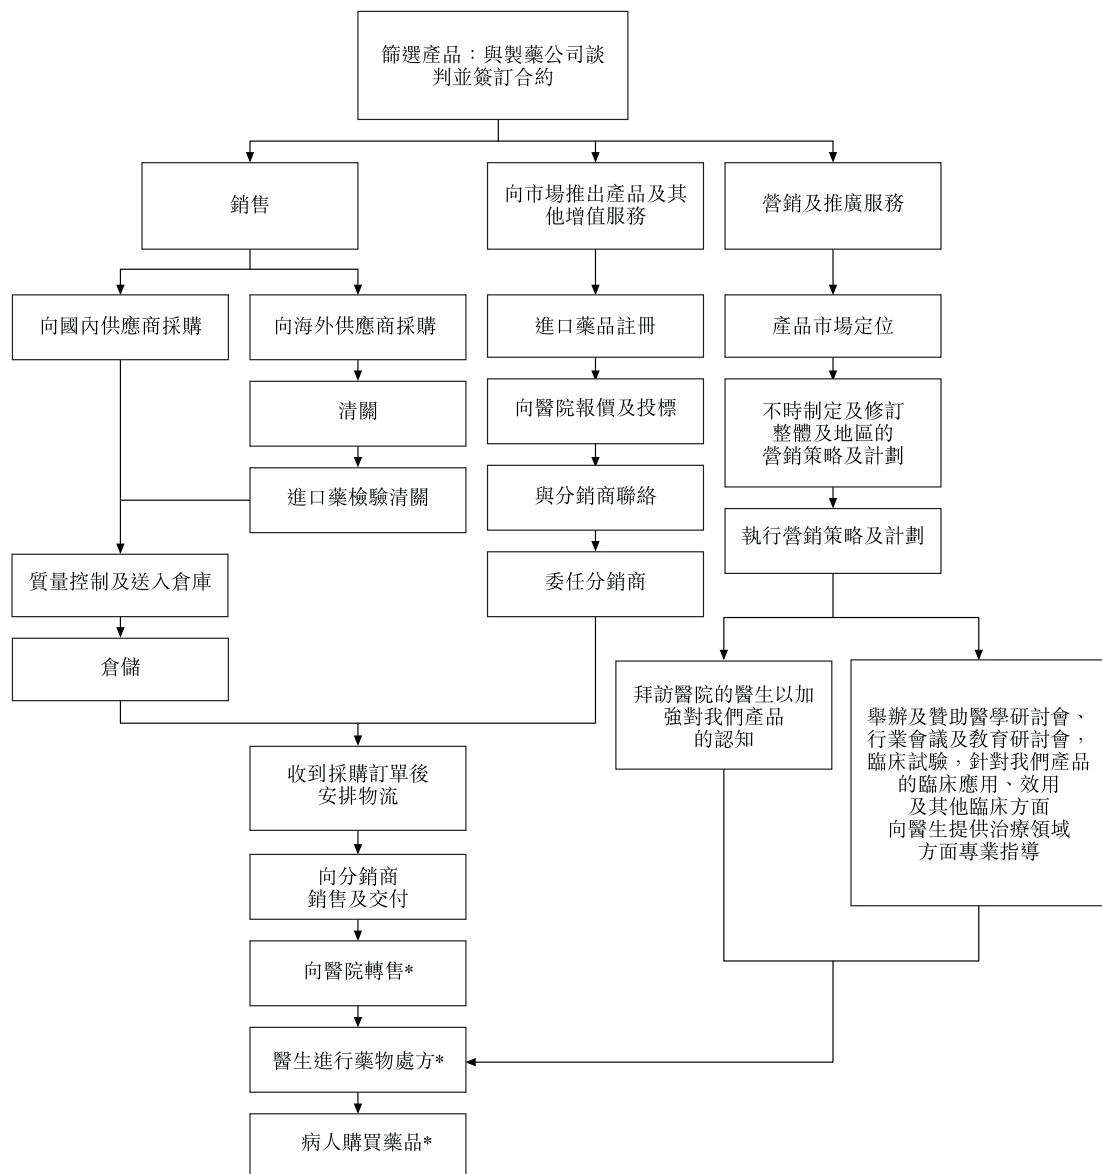 篩選產品：與製藥公司談
判並簽訂合約
銷售
向市場推出產品及其
他增值服務
營銷及推廣服務
向國內供應商採購
向海外供應商採購
進口藥品註冊
產品市場定位
清關
向醫院報價及投標
不時制定及修訂
整體及地區的
營銷策略及計劃
進口藥檢驗清關
與分銷商聯絡
執行營銷策略及計劃
質量控制及送入倉庫
委任分銷商
倉儲
拜訪醫院的醫生以加
強對我們產品
的認知
舉辦及贊助醫學研討會、
行業會議及教育研討會，
臨床試驗，針對我們產品
的臨床應用、效用
及其他臨床方面
向醫生提供治療領域
方面專業指導
收到採購訂單後
安排物流
向分銷商
銷售及交付
向醫院轉售*
醫生進行藥物處方*
病人購買藥品*